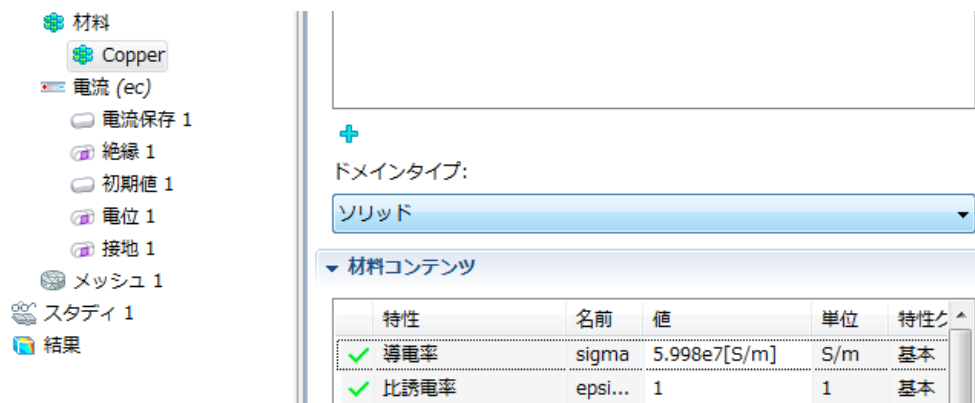 材料
Copper
電流 (ec)
電流保存 1
絶縁 1
初期値 1
電位 1
接地 1
メッシュ 1
スタディ 1
結果
ドメインタイプ:
ソリッド
材料コンテンツ
特性 名前 値 単位 特性グ
導電率 sigma 5.998e7[S/m] S/m 基本
比誘電率 epsi... 1 1 基本